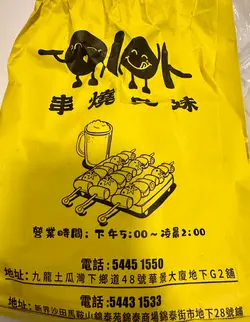 串燒兄妹
營業時間：下午5:00~凌晨2:00
電話：5445 1550
地址：九龍土瓜灣下鄉道48號華景大廈地下G2舖
電話：5443 1533
地址：新界沙田馬鞍山錦泰苑錦泰商場錦泰街市地下28號舖